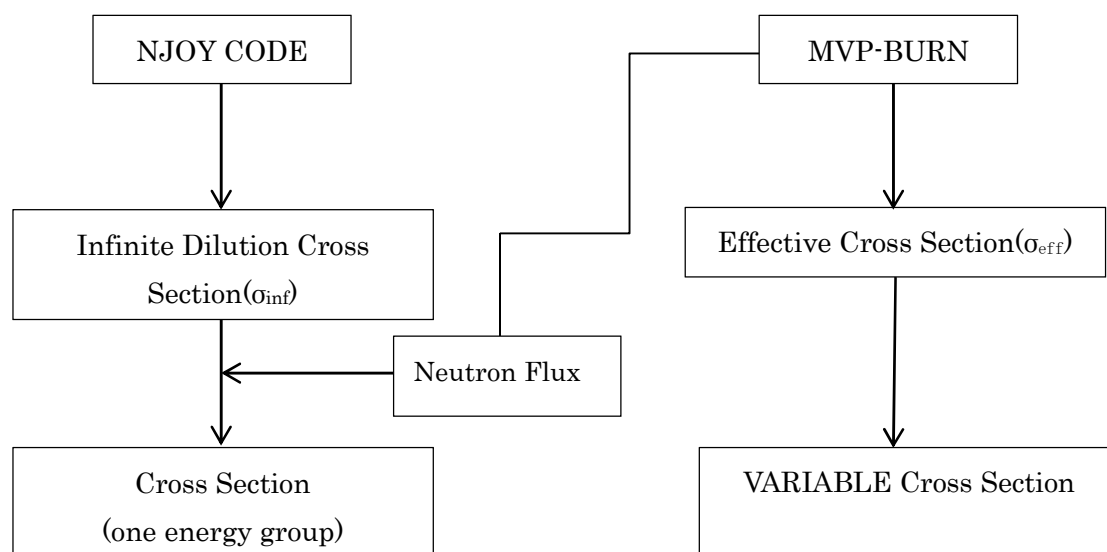 NJOY CODE
MVP-BURN
Infinite Dilution Cross
Section(σinf)
Effective Cross Section(σeff)
Neutron Flux
Cross Section
(one energy group)
VARIABLE Cross Section